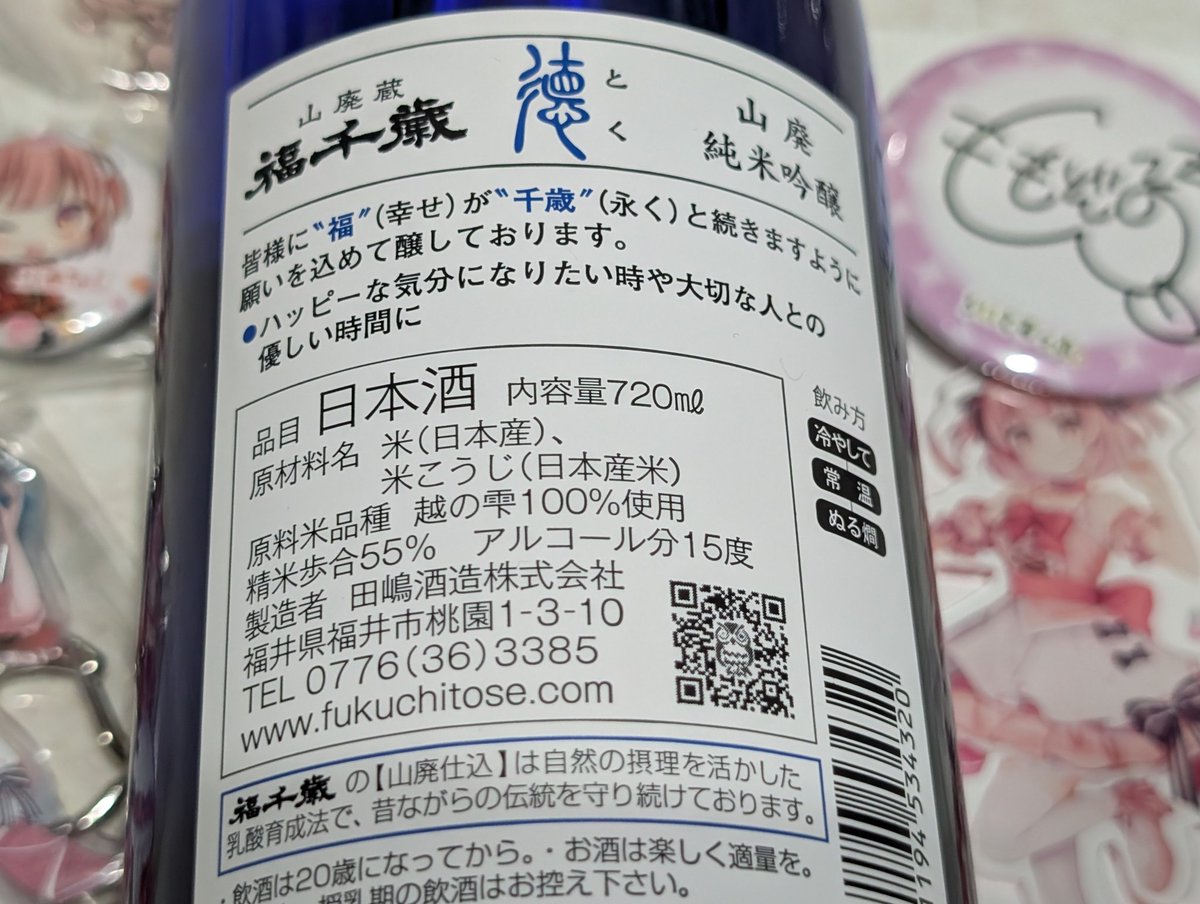 山廃蔵
福千歳
徳
とく
山廃
純米吟醸
皆様に〝福〟(幸せ)が〝千歳〟(永く)と続きますように
願いを込めて醸しております。
●ハッピーな気分になりたい時や大切な人との
優しい時間に
品目 日本酒 内容量720㎖
原材料名 米(日本産)、
米こうじ(日本産米)
原料米品種 越の雫100%使用
精米歩合55% アルコール分15度
製造者 田嶋酒造株式会社
福井県福井市桃園1-3-10
TEL 0776(36)3385
www.fukuchitose.com
飲み方
冷やして
常温
ぬる燗
福千歳の【山廃仕込】は自然の摂理を活かした
乳酸育成法で、昔ながらの伝統を守り続けております。
・飲酒は20歳になってから。・お酒は楽しく適量を。
授乳期の飲酒はお控え下さい。
1194 534320